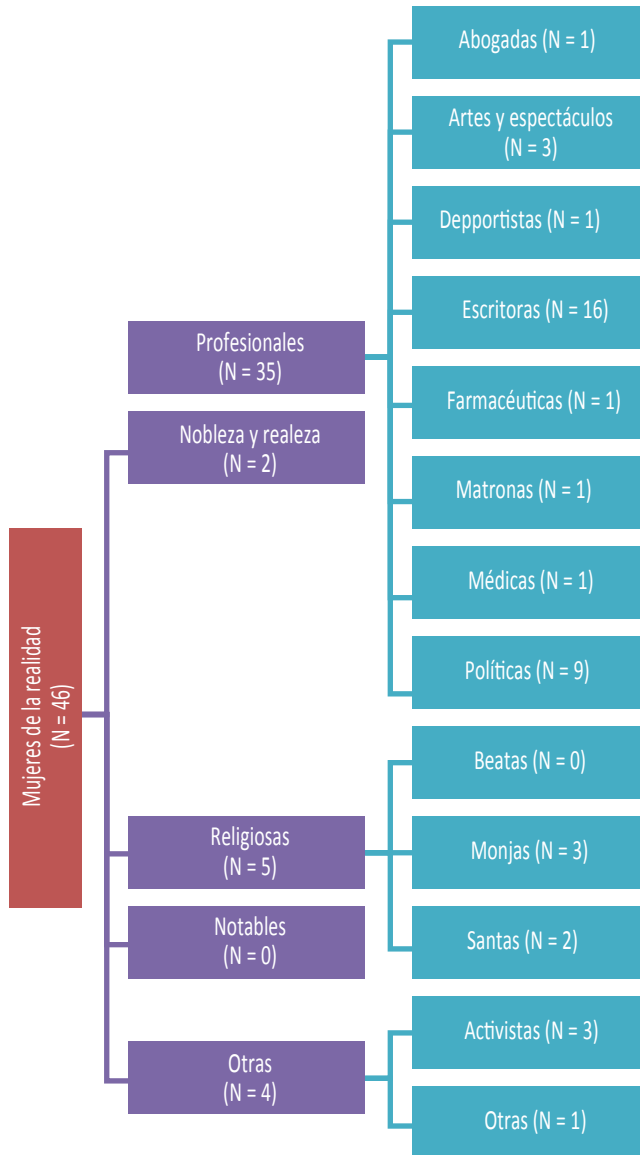 Mujeres de la realidad
(N = 46)
Profesionales
(N = 35)
Abogadas (N = 1)
Artes y espectáculos
(N = 3)
Depportistas (N = 1)
Escritoras (N = 16)
Farmacéuticas (N = 1)
Matronas (N = 1)
Médicas (N = 1)
Políticas (N = 9)
Nobleza y realeza
(N = 2)
Religiosas
(N = 5)
Beatas (N = 0)
Monjas (N = 3)
Santas (N = 2)
Notables
(N = 0)
Otras
(N = 4)
Activistas (N = 3)
Otras (N = 1)